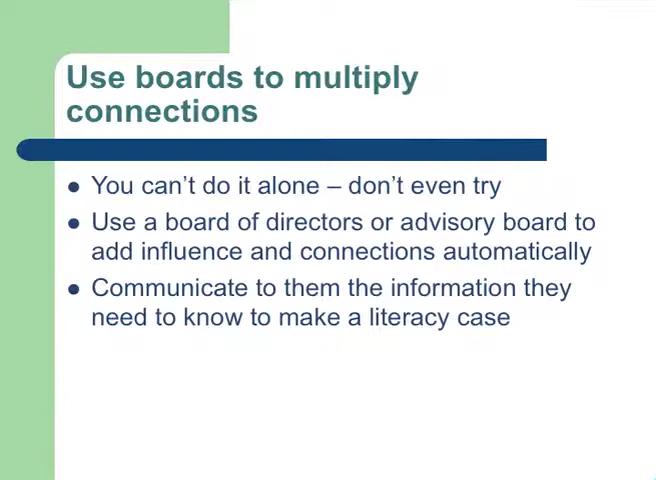 Use boards to multiply
connections
● You can’t do it alone – don’t even try
● Use a board of directors or advisory board to
add influence and connections automatically
● Communicate to them the information they
need to know to make a literacy case